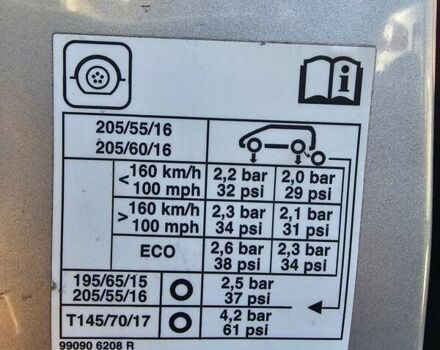 205/55/16
205/60/16
< 160 km/h 2,2 bar 2,0 bar
100 mph 32 psi 29 psi
> 160 km/h 2,3 bar 2,1 bar
100 mph 34 psi 31 psi
ECO 2,6 bar 2,3 bar
38 psi 34 psi
195/65/15 2,5 bar
205/55/16 37 psi
T145/70/17 4,2 bar
61 psi
99090 6208 R